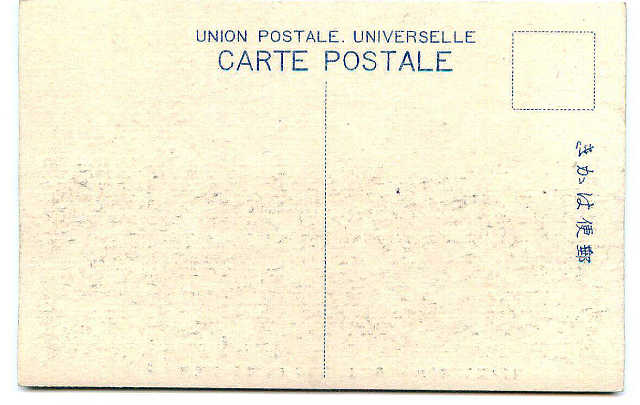 UNION POSTALE. UNIVERSELLE
CARTE POSTALE
郵便はかき